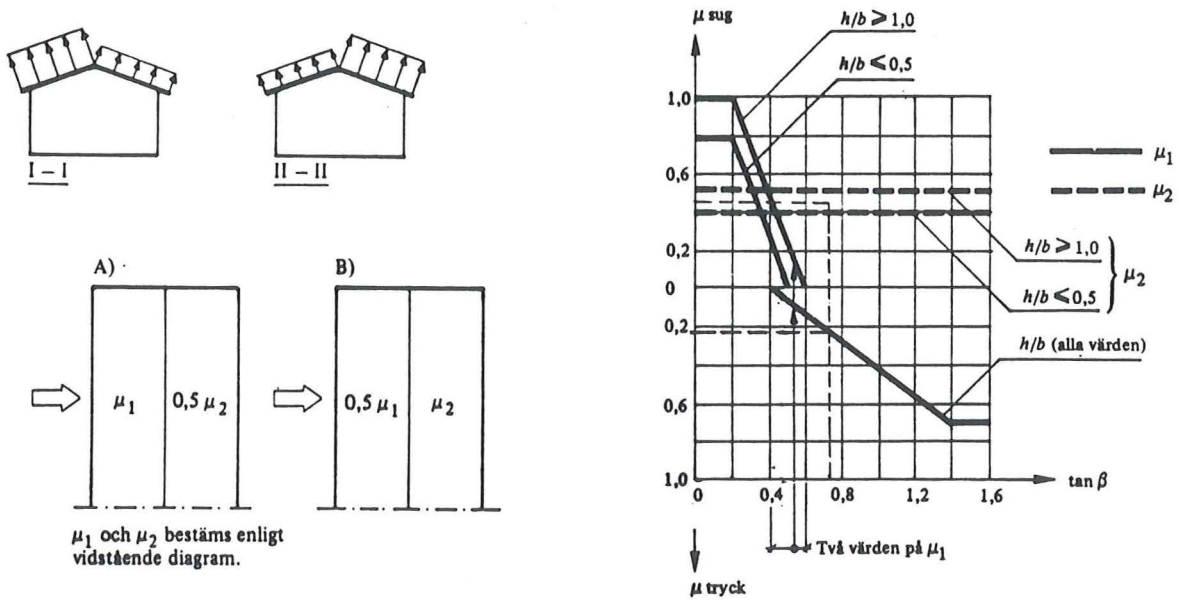 I – I
II – II
A)
μ₁
0,5 μ₂
B)
0,5 μ₁
μ₂
μ₁ och μ₂ bestäms enligt
vidstående diagram.
μ sug
h/b ⩾ 1,0
h/b ⩽ 0,5
1,0
0,6
0,2
0
0,2
0,6
1,0
μ₁
μ₂
h/b ⩾ 1,0
h/b ⩽ 0,5
μ₂
h/b (alla värden)
0
0,4
0,8
1,2
1,6
tan β
Två värden på μ₁
μ tryck